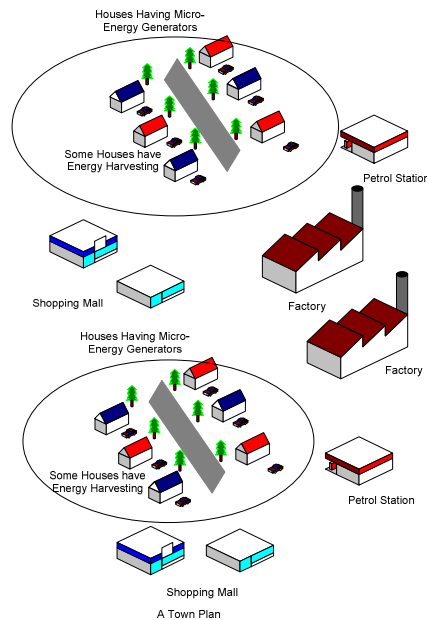 Houses Having Micro-
Energy Generators
Some Houses have
Energy Harvesting
Petrol Station
Shopping Mall
Factory
Factory
Houses Having Micro-
Energy Generators
Some Houses have
Energy Harvesting
Petrol Station
Shopping Mall
A Town Plan